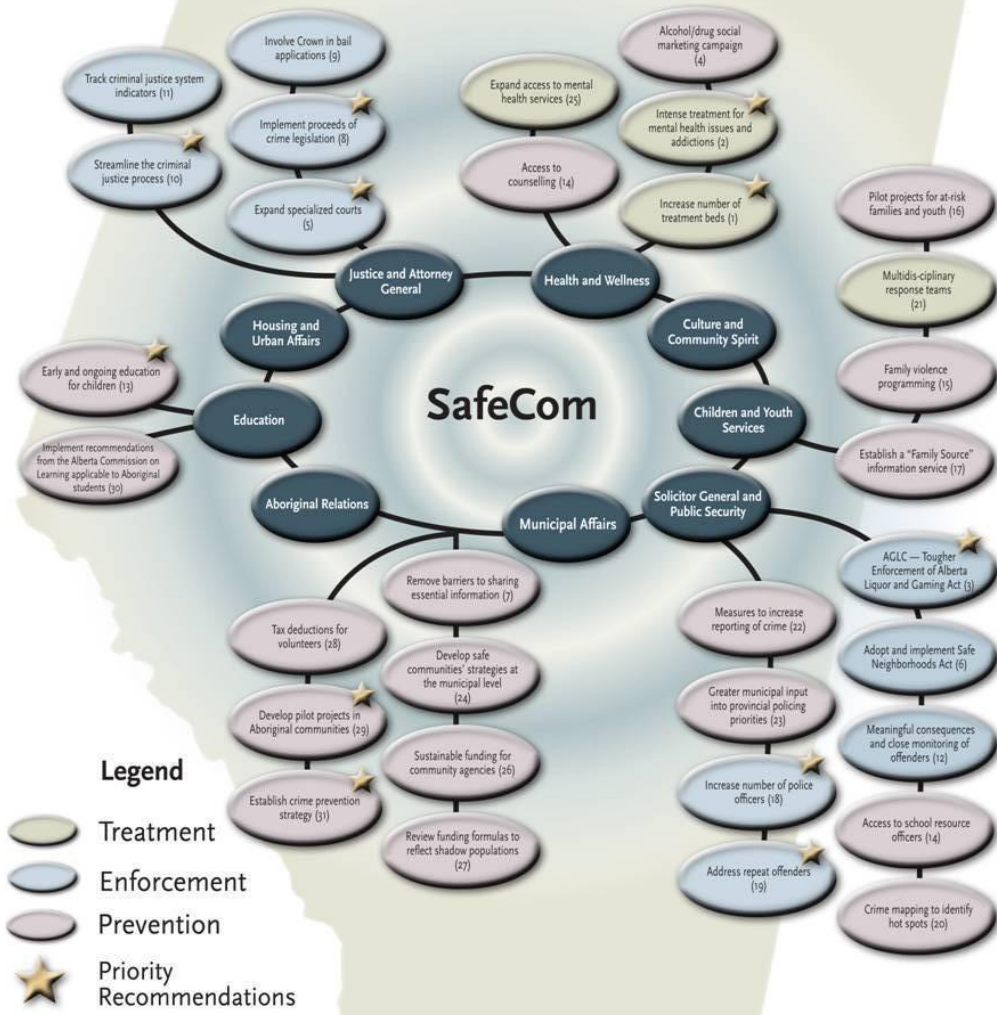 Involve Crown in bail
applications (9)
Track criminal justice system
indicators (11)
Implement proceeds of
crime legislation (8)
Streamline the criminal
justice process (10)
Expand specialized courts
(5)
Alcohol/drug social
marketing campaign
(4)
Expand access to mental
health services (25)
Intense treatment for
mental health issues and
addictions
(2)
Access to
counselling (14)
Increase number of
treatment beds (1)
Pilot projects for at-risk
families and youth (16)
Multidis-ciplinary
response teams
(21)
Family violence
programming (15)
Establish a "Family Source"
information service
(17)
Justice and Attorney
General
Health and Wellness
Housing and
Urban Affairs
Culture and
Community Spirit
Early and ongoing education
for children (13)
Education
SafeCom
Children and Youth
Services
Implement recommendations
from the Alberta Commission on
Learning applicable to Aboriginal
students (30)
Aboriginal Relations
Municipal Affairs
Solicitor General and
Public Security
Remove barriers to sharing
essential information (7)
Tax deductions for
volunteers (28)
Develop safe
communities' strategies at
the municipal level
(24)
Develop pilot projects in
Aboriginal communities (29)
Sustainable funding for
community agencies (26)
Establish crime prevention
strategy (31)
Review funding formulas to
reflect shadow populations
(27)
Measures to increase
reporting of crime (22)
Greater municipal input
into provincial policing
priorities (23)
Increase number of police
officers (18)
Address repeat offenders
(19)
AGLC — Tougher
Enforcement of Alberta
Liquor and Gaming Act (3)
Adopt and implement Safe
Neighborhoods Act (6)
Meaningful consequences
and close monitoring of
offenders (12)
Access to school resource
officers (14)
Crime mapping to identify
hot spots (20)
Legend
Treatment
Enforcement
Prevention
Priority
Recommendations